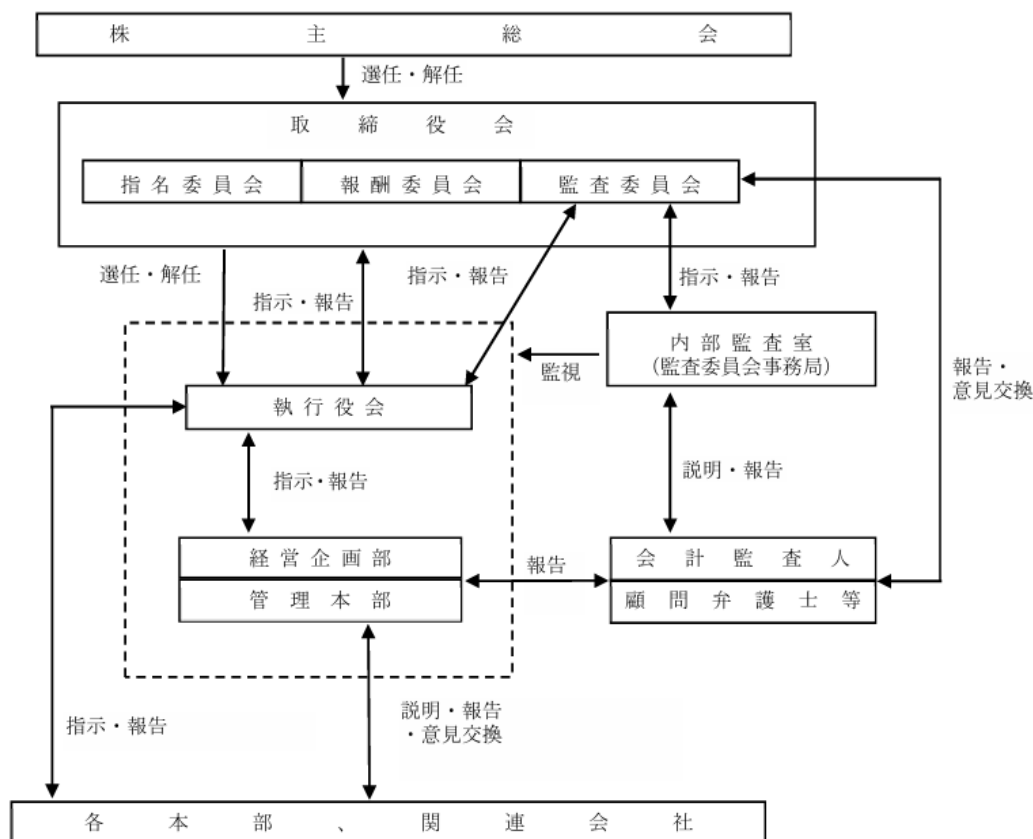 株主総会
選任・解任
取締役会
指名委員会
報酬委員会
監査委員会
選任・解任
指示・報告
指示・報告
指示・報告
内部監査室
(監査委員会事務局)
監視
報告・
意見交換
執行役会
指示・報告
説明・報告
経営企画部
管理本部
報告
会計監査人
顧問弁護士等
指示・報告
説明・報告
・意見交換
各本部、関連会社